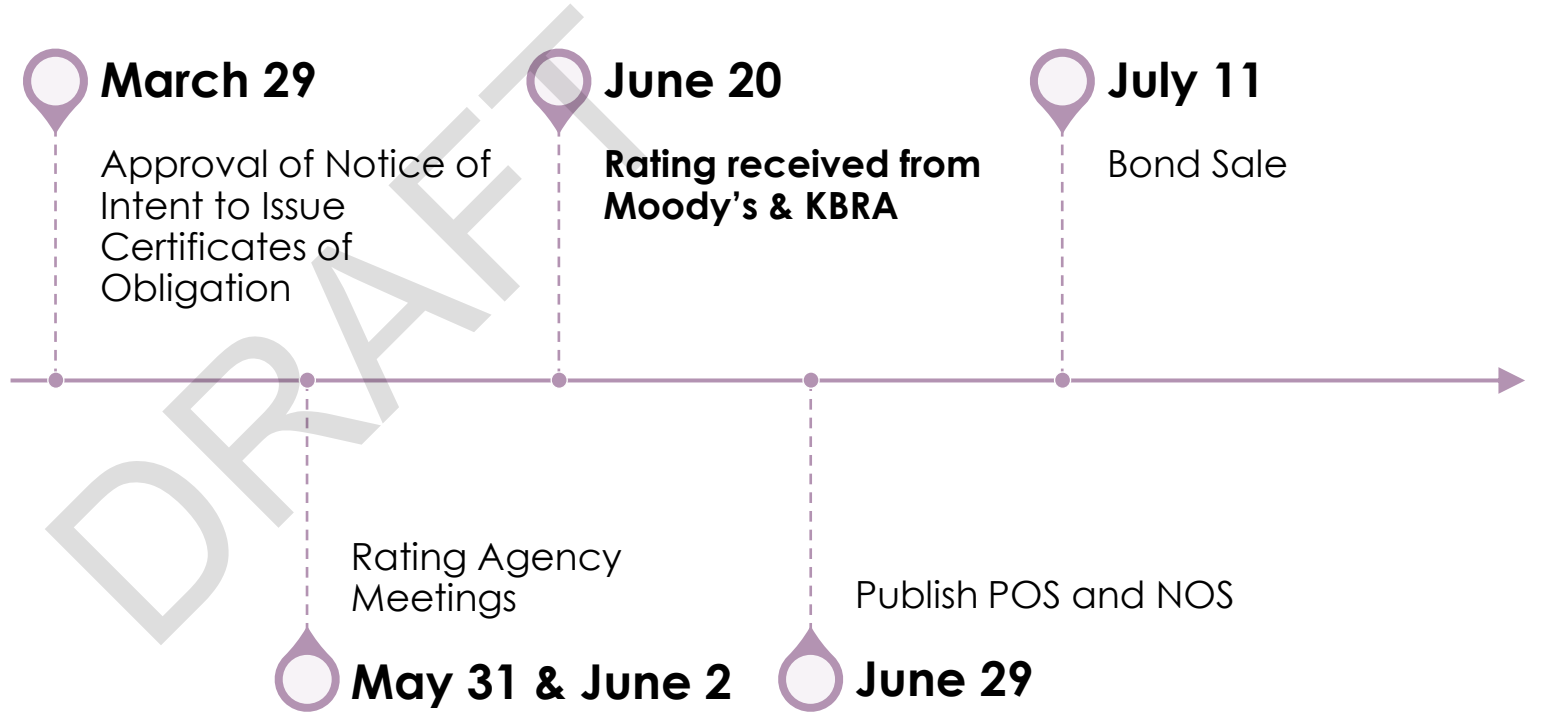 March 29
Approval of Notice of
Intent to Issue
Certificates of
Obligation
May 31 & June 2
Rating Agency
Meetings
June 20
Rating received from
Moody’s & KBRA
June 29
Publish POS and NOS
July 11
Bond Sale
DRAFT